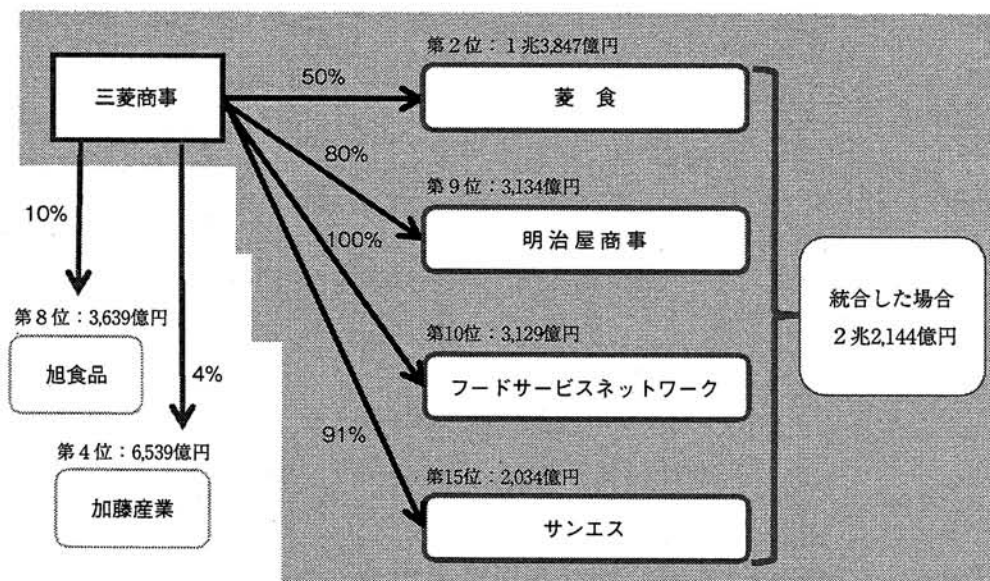 三菱商事
50%
80%
100%
91%
10%
4%
第2位：1兆3,847億円
菱 食
第9位：3,134億円
明治屋商事
第10位：3,129億円
フードサービスネットワーク
第15位：2,034億円
サンエス
統合した場合
2兆2,144億円
第8位：3,639億円
旭食品
第4位：6,539億円
加藤産業